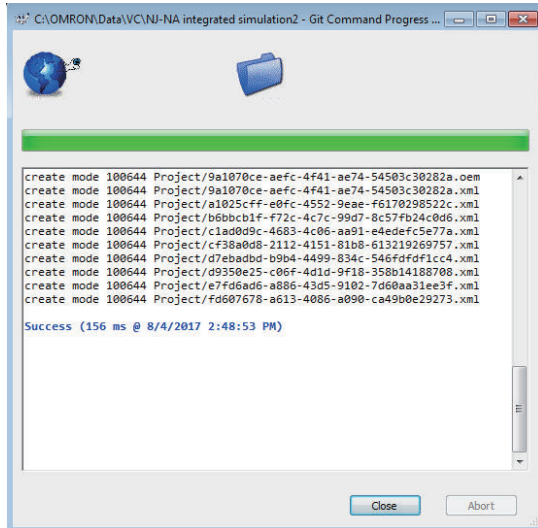 C:\OMRON\Data\VC\NJ-NA integrated simulation2 - Git Command Progress ...
create mode 100644 Project/9a1070ce-aefc-4f41-ae74-54503c30282a.oem
create mode 100644 Project/9a1070ce-aefc-4f41-ae74-54503c30282a.xml
create mode 100644 Project/a1025cff-e0fc-4552-9eae-f6170298522c.xml
create mode 100644 Project/b6bbcb1f-f72c-4c7c-99d7-8c57fb24c0d6.xml
create mode 100644 Project/c1ad0d9c-4683-4c06-aa91-e4edefc5e77a.xml
create mode 100644 Project/cf38a0d8-2112-4151-81b8-613219269757.xml
create mode 100644 Project/d7ebadbd-b9b4-4499-834c-546fdfdf1cc4.xml
create mode 100644 Project/d9350e25-c06f-4d1d-9f18-358b14188708.xml
create mode 100644 Project/e7fd6ad6-a886-43d5-9102-7d60aa31ee3f.xml
create mode 100644 Project/fd607678-a613-4086-a090-ca49b0e29273.xml
Success (156 ms @ 8/4/2017 2:48:53 PM)
Close
Abort